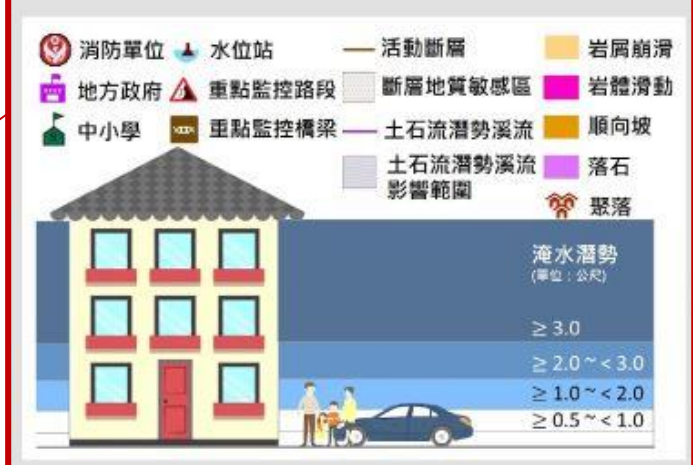 消防單位
水位站
活動斷層
岩屑崩滑
地方政府
重點監控路段
斷層地質敏感區
岩體滑動
中小學
重點監控橋梁
土石流潛勢溪流
順向坡
土石流潛勢溪流
影響範圍
落石
聚落
淹水潛勢
(單位：公尺)
≥ 3.0
≥ 2.0 ~ < 3.0
≥ 1.0 ~ < 2.0
≥ 0.5 ~ < 1.0